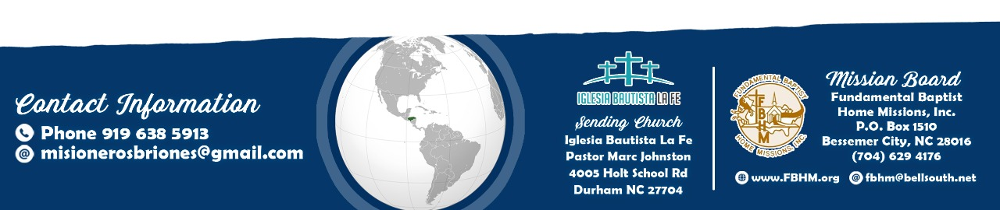 Contact Information
Phone 919 638 5913
@ misionerosbriones@gmail.com
IGLESIA BAUTISTA LA FE
Sending Church
Iglesia Bautista La Fe
Pastor Marc Johnston
4005 Holt School Rd
Durham NC 27704
FUNDAMENTAL BAPTIST
FBHM
HOME MISSIONS, INC.
Mission Board
Fundamental Baptist
Home Missions, Inc.
P.O. Box 1510
Bessemer City, NC 28016
(704) 629 4176
www.FBHM.org @ fbhm@bellsouth.net